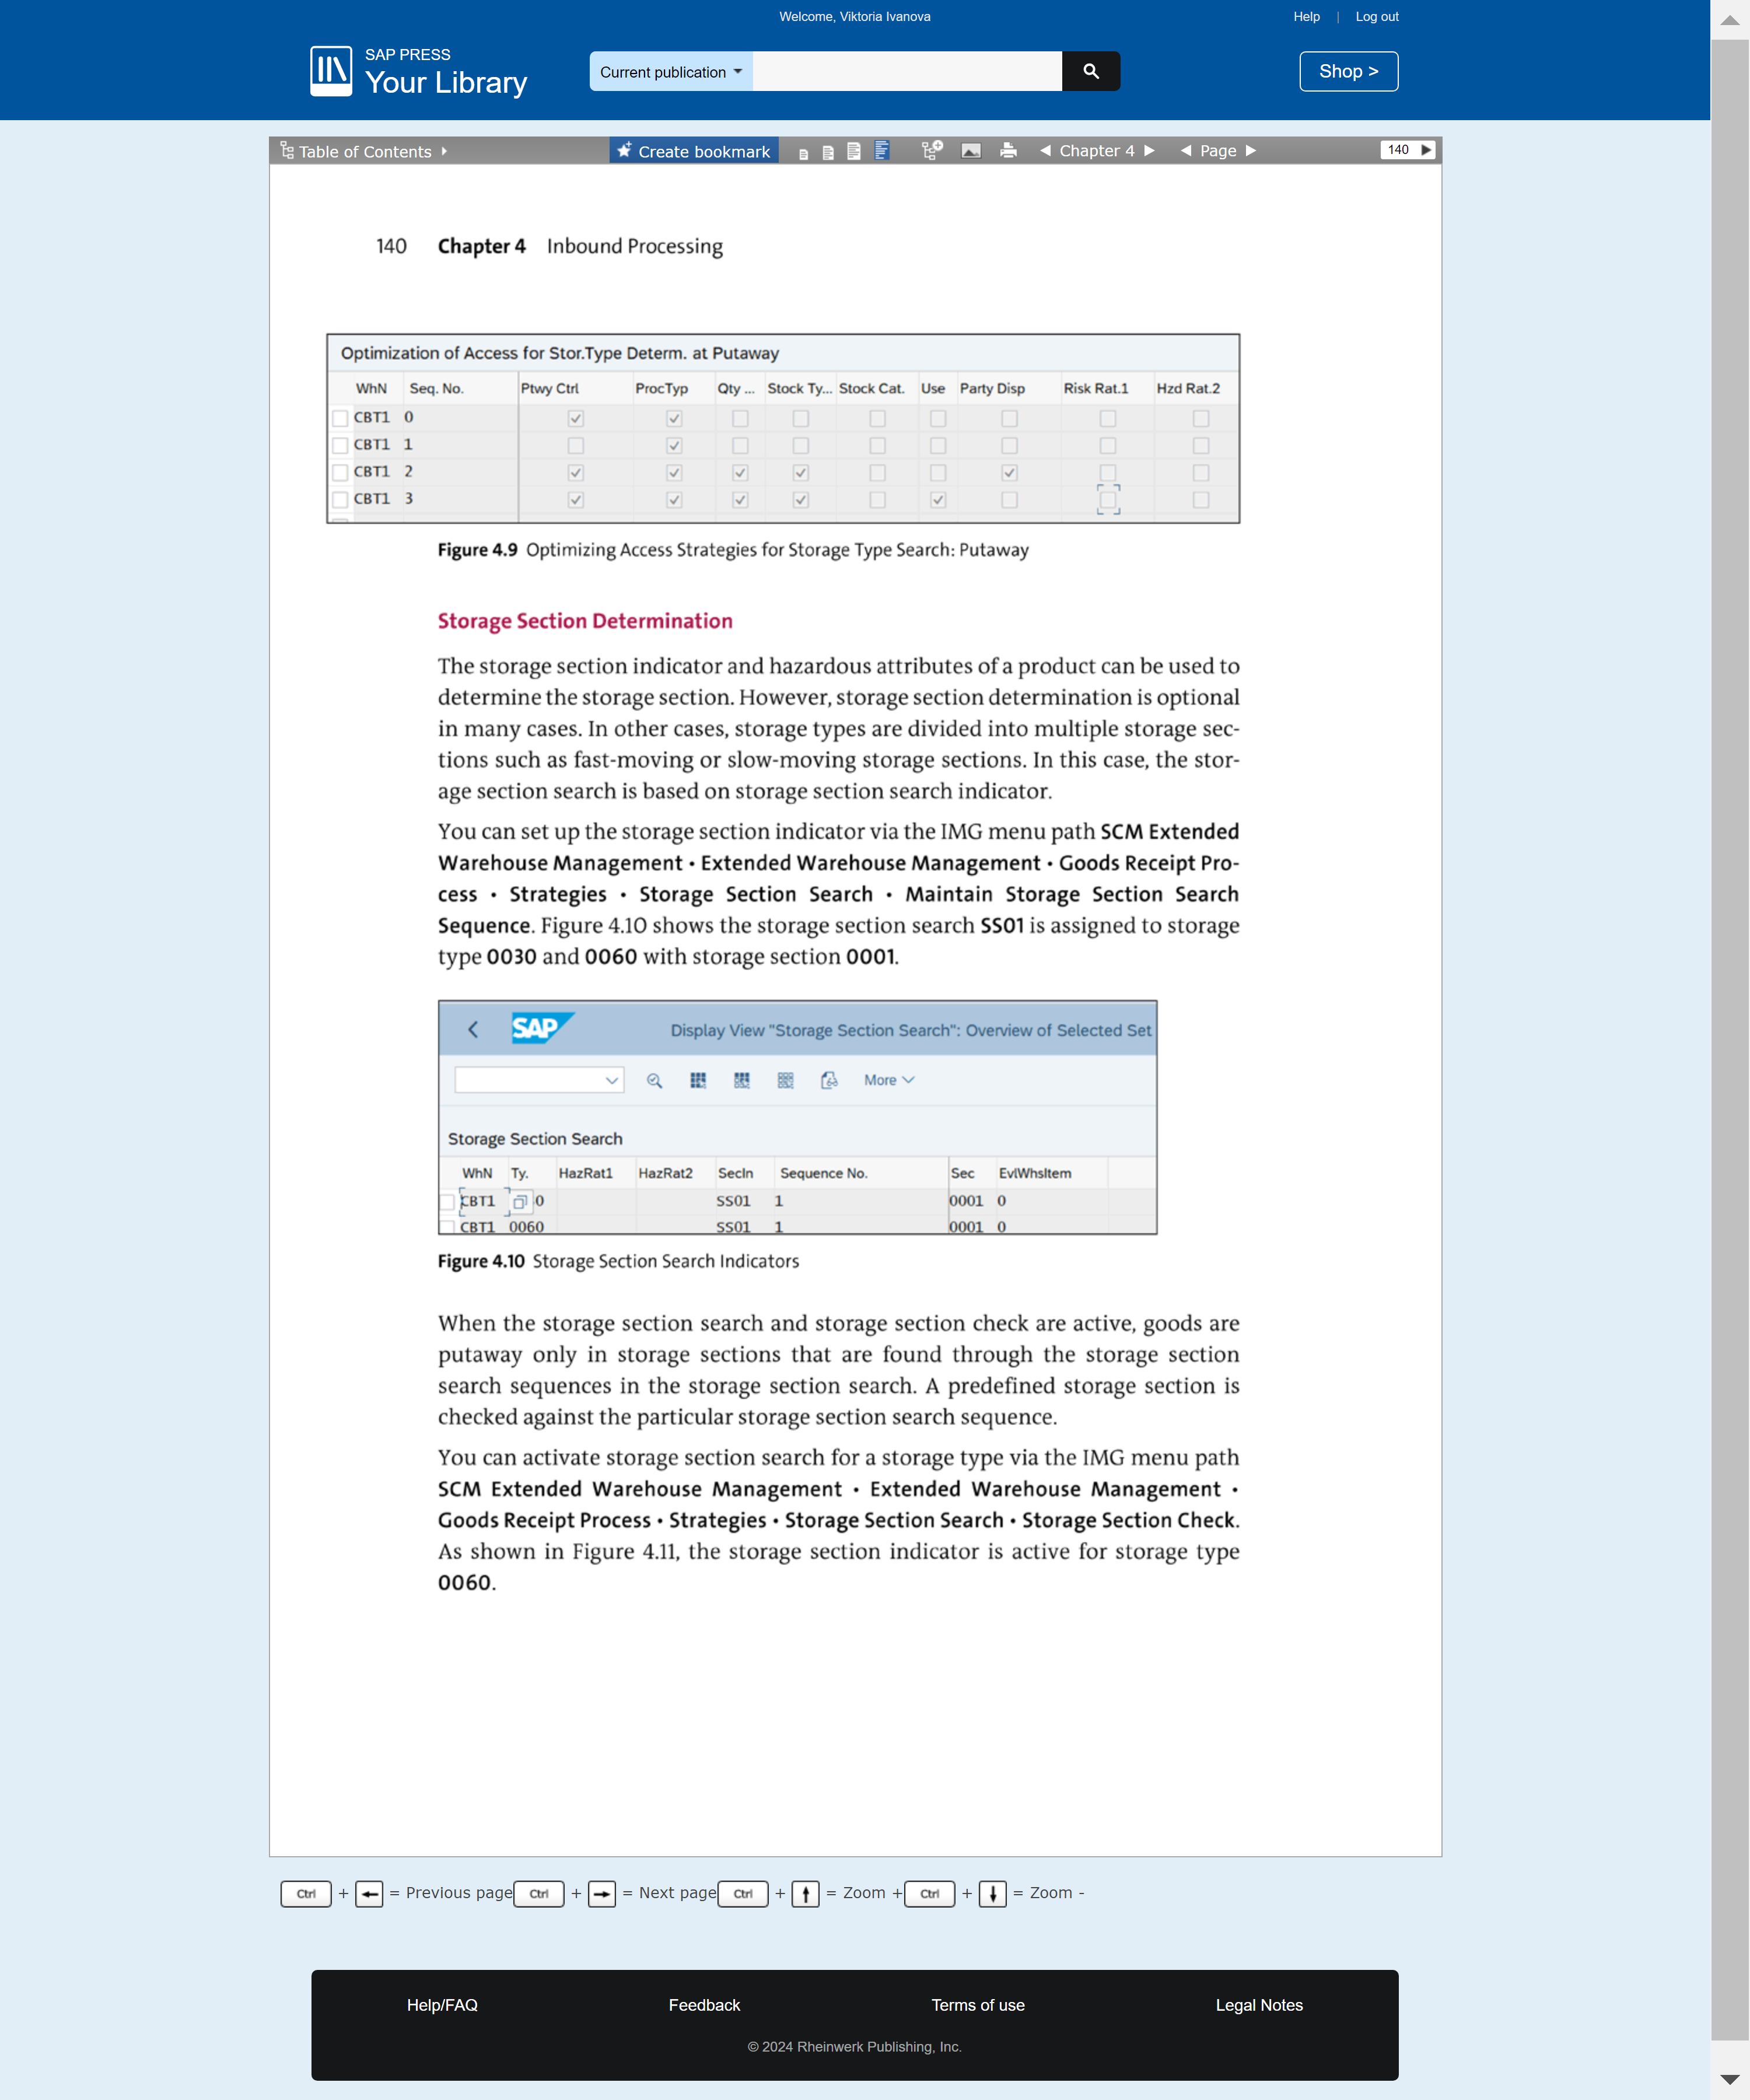 Welcome, Viktoria Ivanova
Help | Log out
SAP PRESS
Your Library
Current publication
Shop >
Table of Contents
Create bookmark
Chapter 4
Page
140
140 Chapter 4 Inbound Processing
Optimization of Access for Stor.Type Determ. at Putaway
WhN Seq. No. Ptwy Ctrl ProcTyp Qty ... Stock Ty... Stock Cat. Use Party Disp Risk Rat.1 Hzd Rat.2
CBT1 0
CBT1 1
CBT1 2
CBT1 3
Figure 4.9 Optimizing Access Strategies for Storage Type Search: Putaway
Storage Section Determination
The storage section indicator and hazardous attributes of a product can be used to
determine the storage section. However, storage section determination is optional
in many cases. In other cases, storage types are divided into multiple storage sec-
tions such as fast-moving or slow-moving storage sections. In this case, the stor-
age section search is based on storage section search indicator.
You can set up the storage section indicator via the IMG menu path SCM Extended
Warehouse Management • Extended Warehouse Management • Goods Receipt Pro-
cess • Strategies • Storage Section Search • Maintain Storage Section Search
Sequence. Figure 4.10 shows the storage section search SS01 is assigned to storage
type 0030 and 0060 with storage section 0001.
SAP Display View "Storage Section Search": Overview of Selected Set
More
Storage Section Search
WhN Ty. HazRat1 HazRat2 SecIn Sequence No. Sec EvlWhsItem
CBT1 0 SS01 1 0001 0
CBT1 0060 SS01 1 0001 0
Figure 4.10 Storage Section Search Indicators
When the storage section search and storage section check are active, goods are
putaway only in storage sections that are found through the storage section
search sequences in the storage section search. A predefined storage section is
checked against the particular storage section search sequence.
You can activate storage section search for a storage type via the IMG menu path
SCM Extended Warehouse Management • Extended Warehouse Management •
Goods Receipt Process • Strategies • Storage Section Search • Storage Section Check.
As shown in Figure 4.11, the storage section indicator is active for storage type
0060.
Ctrl + ← = Previous page Ctrl + → = Next page Ctrl + ↑ = Zoom + Ctrl + ↓ = Zoom -
Help/FAQ Feedback Terms of use Legal Notes
© 2024 Rheinwerk Publishing, Inc.